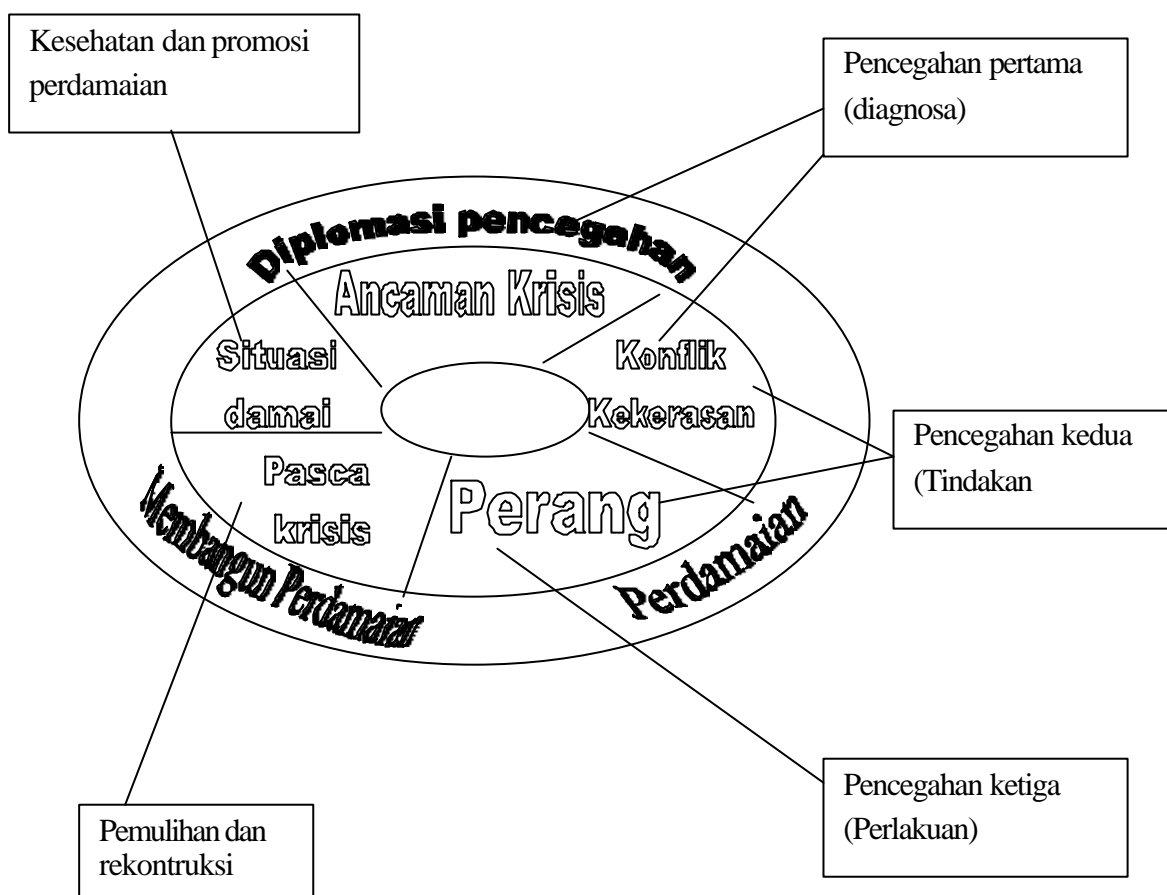 Kesehatan dan promosi
perdamaian
Pencegahan pertama
(diagnosa)
Diplomasi pencegahan
Ancaman Krisis
Situasi
damai
Konflik
Kekerasan
Pencegahan kedua
(Tindakan
Pasca
krisis
Perang
Membangun Perdamaian
Perdamaian
Pencegahan ketiga
(Perlakuan)
Pemulihan dan
rekontruksi